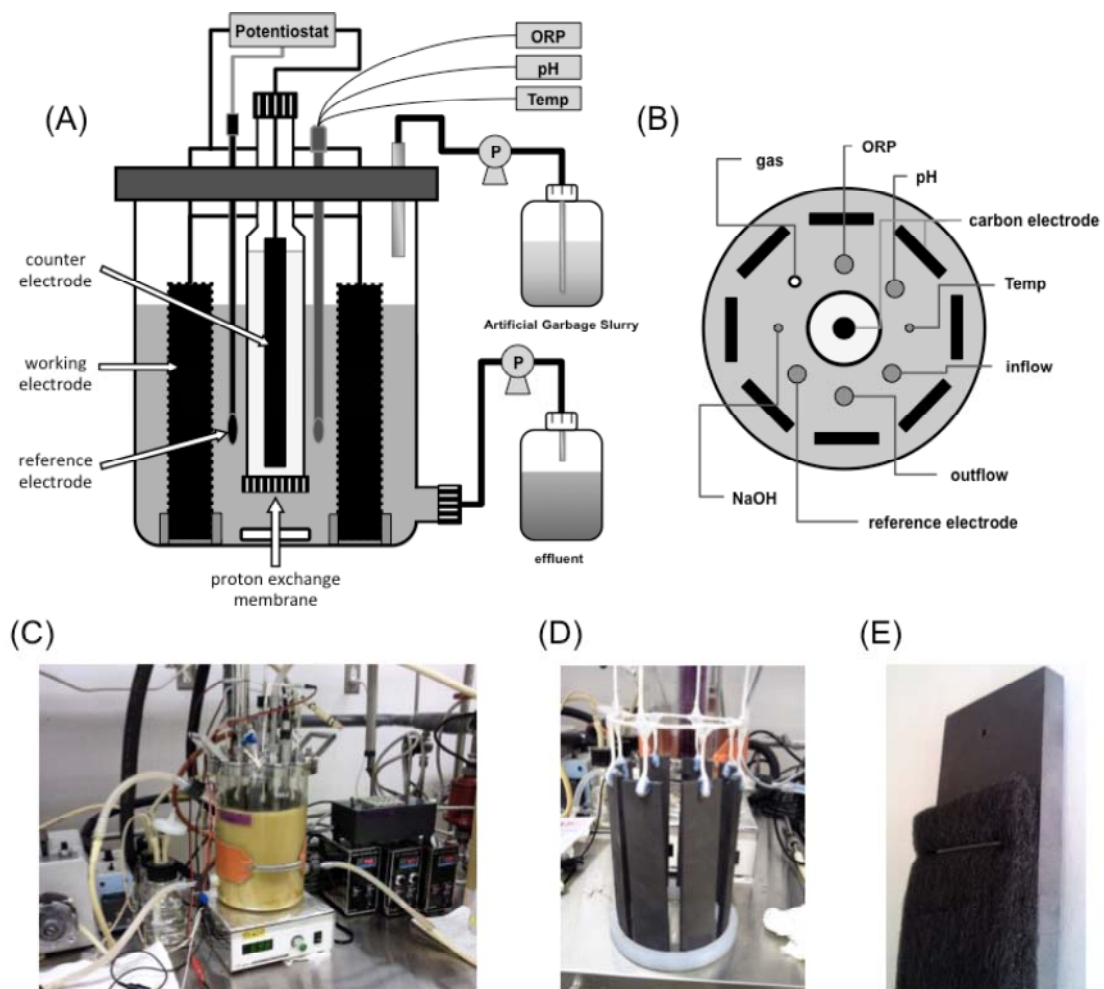 Potentiostat
ORP
pH
Temp
(A)
P
counter
electrode
working
electrode
reference
electrode
Artificial Garbage Slurry
P
effluent
proton exchange
membrane
(B)
gas
ORP
pH
carbon electrode
Temp
inflow
outflow
NaOH
reference electrode
(C)
(D)
(E)